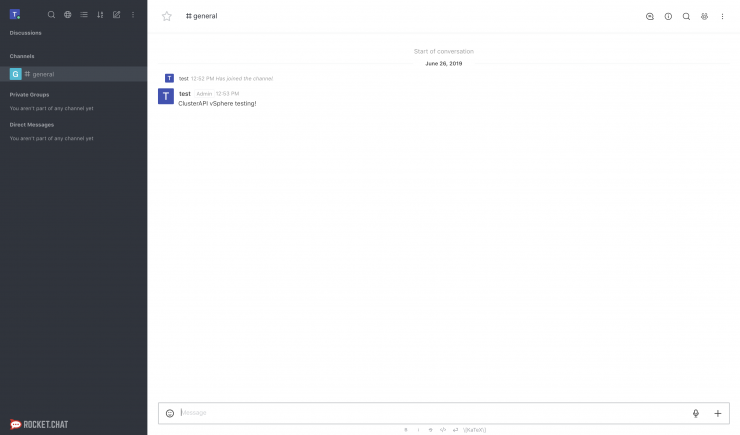 T
Discussions
Channels
G # general
Private Groups
You aren't part of any channel yet
Direct Messages
You aren't part of any channel yet
ROCKET.CHAT
# general
Start of conversation
June 26, 2019
T test 12:52 PM Has joined the channel.
T test Admin 12:53 PM
ClusterAPI vSphere testing!
Message